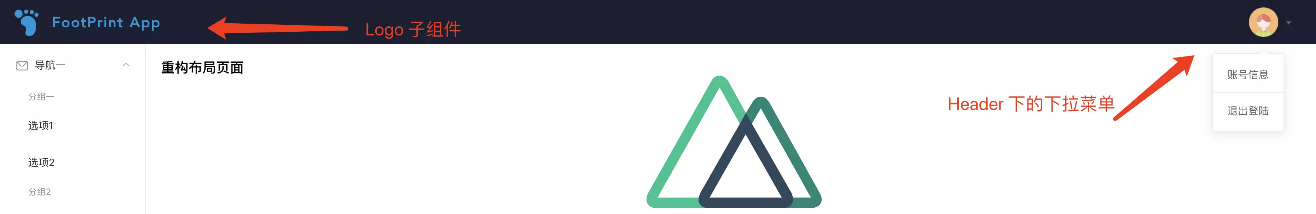 FootPrint App
Logo 子组件
导航一
重构布局页面
账号信息
分组一
Header 下的下拉菜单
退出登陆
选项1
选项2
分组2